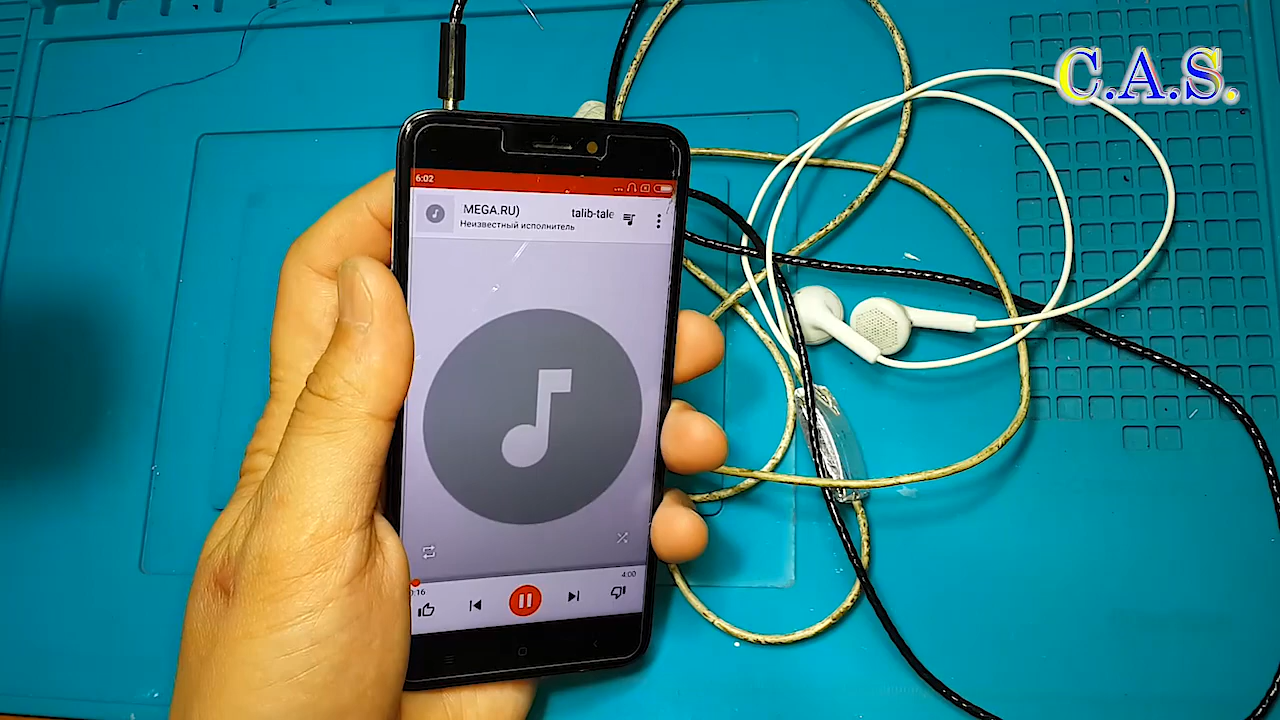 C.A.S.
6:02
MEGA.RU) talib-tale
Неизвестный исполнитель
0:16
4:00